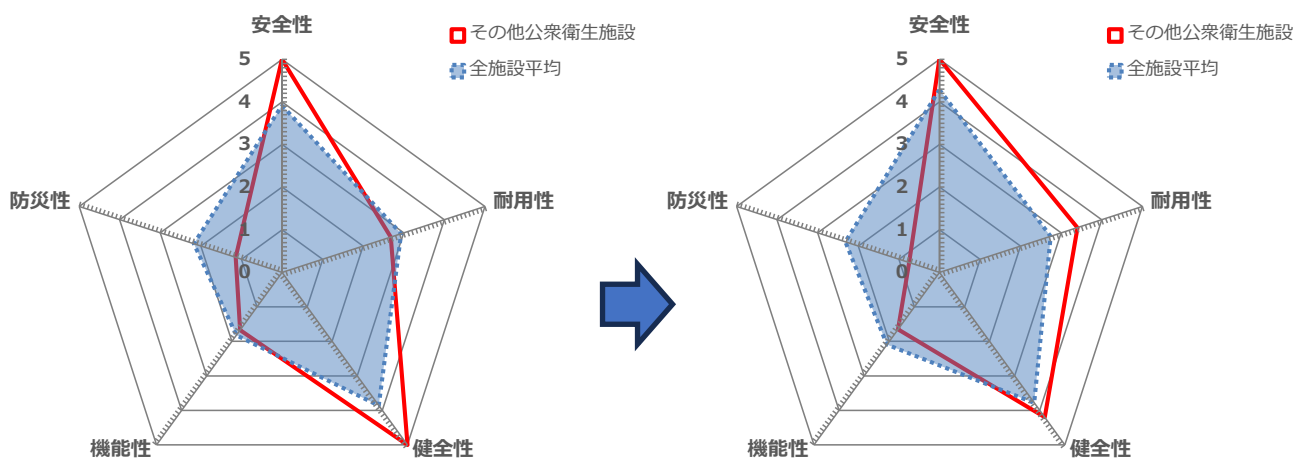 安全性
その他公衆衛生施設
全施設平均
5
4
3
2
1
0
防災性
耐用性
機能性
健全性
安全性
その他公衆衛生施設
全施設平均
5
4
3
2
1
0
防災性
耐用性
機能性
健全性